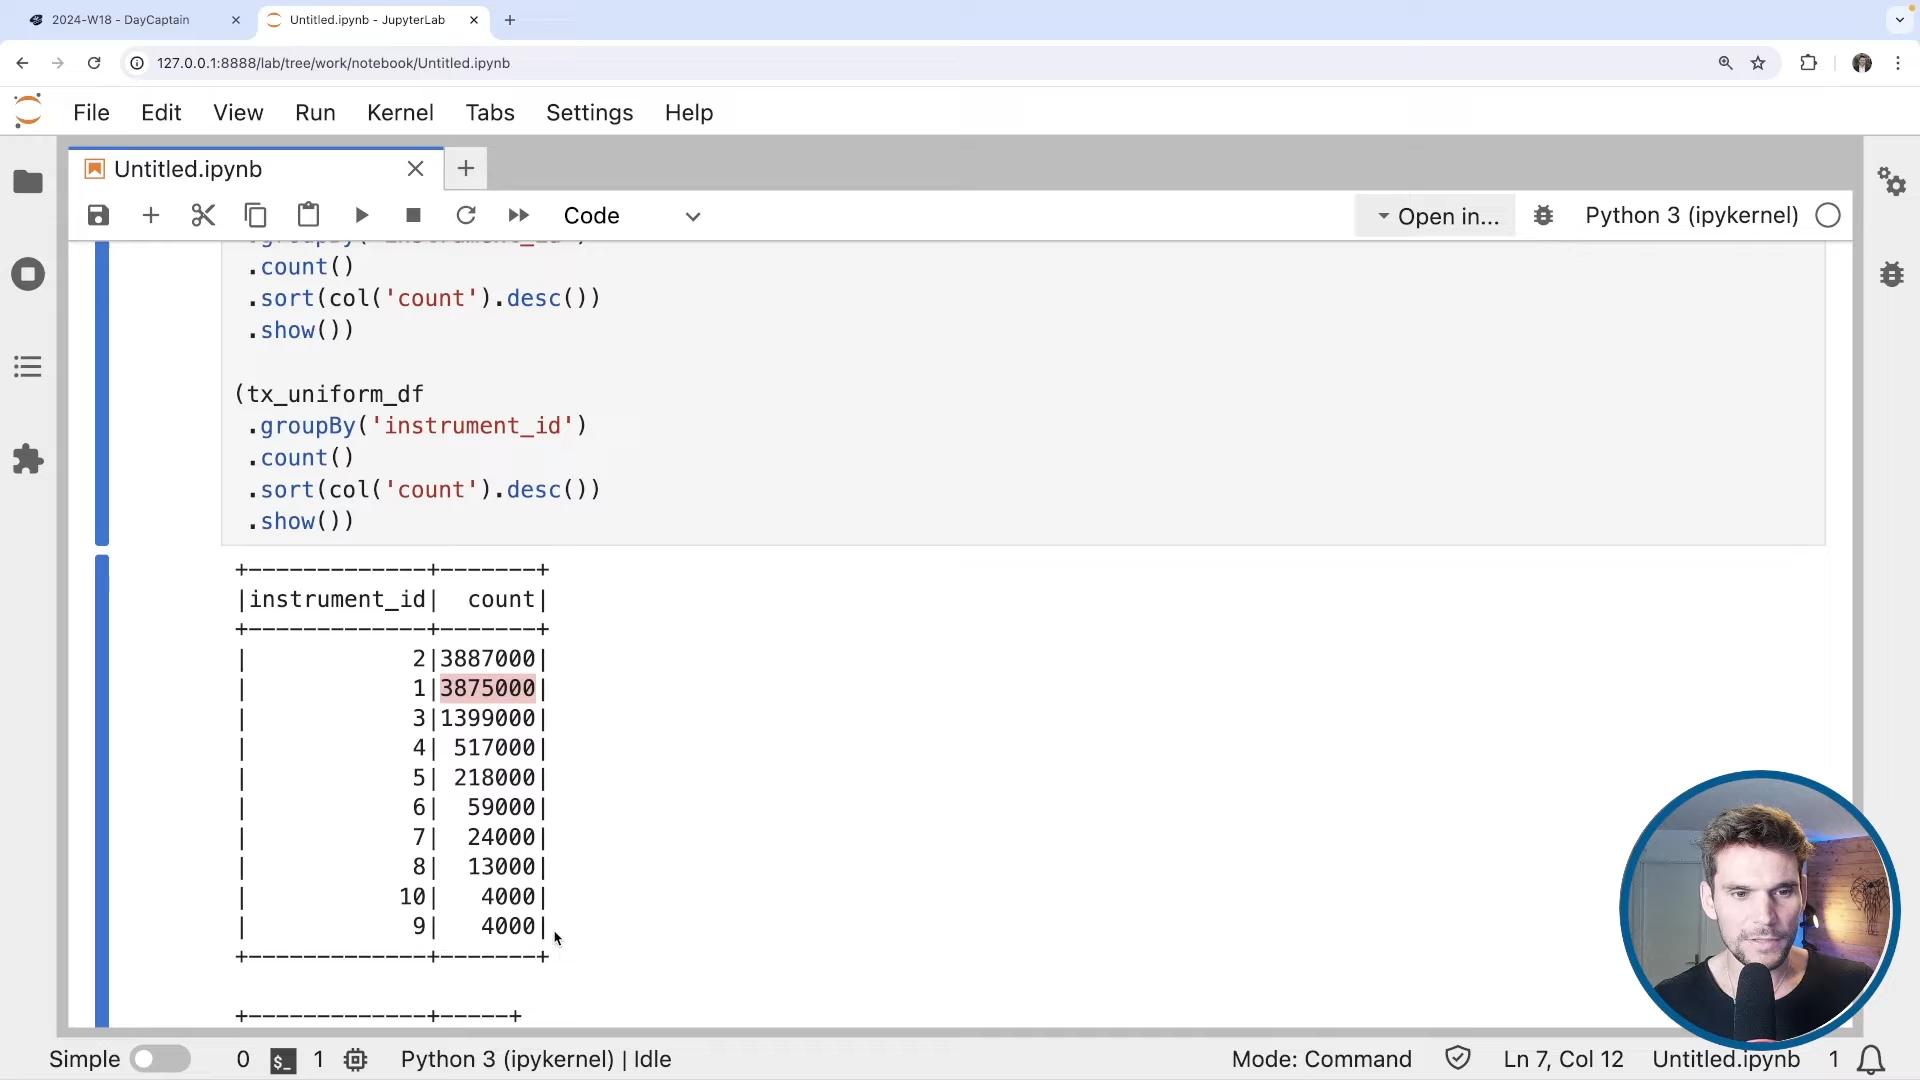 2024-W18 - DayCaptain
Untitled.ipynb - JupyterLab
127.0.0.1:8888/lab/tree/work/notebook/Untitled.ipynb
File Edit View Run Kernel Tabs Settings Help
Untitled.ipynb
Code
Open in...
Python 3 (ipykernel)
.groupBy('instrument_id')
.count()
.sort(col('count').desc())
.show())
(tx_uniform_df
.groupBy('instrument_id')
.count()
.sort(col('count').desc())
.show())
+-------------+-------+
|instrument_id|  count|
+-------------+-------+
|            2|3887000|
|            1|3875000|
|            3|1399000|
|            4| 517000|
|            5| 218000|
|            6|  59000|
|            7|  24000|
|            8|  13000|
|           10|   4000|
|            9|   4000|
+-------------+-------+
+-------------+-----+
Simple 0 $_ 1 Python 3 (ipykernel) | Idle Mode: Command Ln 7, Col 12 Untitled.ipynb 1